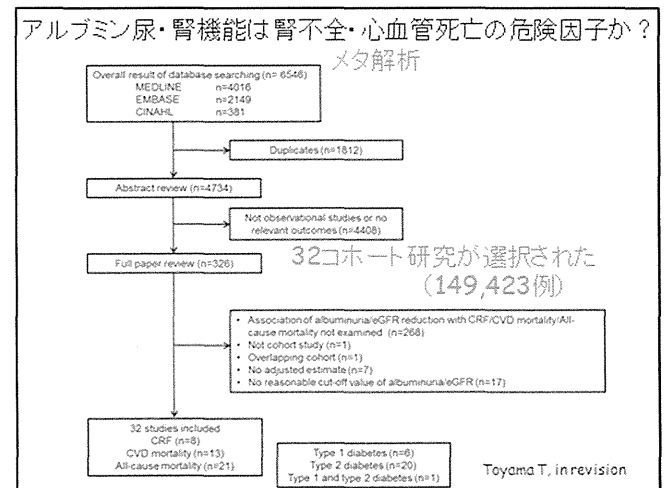 アルブミン尿・腎機能は腎不全・心血管死亡の危険因子か？
メタ解析
Overall result of database searching (n= 6546)
MEDLINE n=4016
EMBASE n=2149
CINAHL n=381
Duplicates (n=1812)
Abstract review (n=4734)
Not observational studies or no
relevant outcomes (n=4408)
Full paper review (n=326)
32コホート研究が選択された
（149,423例）
• Association of albuminuria/eGFR reduction with CRF/CVD mortality/All-
cause mortality not examined (n=268)
• Not cohort study (n=1)
• Overlapping cohort (n=1)
• No adjusted estimate (n=7)
• No reasonable cut-off value of albuminuria/eGFR (n=17)
32 studies included
CRF (n=8)
CVD mortality (n=13)
All-cause mortality (n=21)
Type 1 diabetes (n=6)
Type 2 diabetes (n=20)
Type 1 and type 2 diabetes (n=1)
Toyama T, in revision